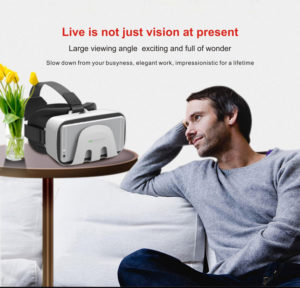 Live is not just vision at present
Large viewing angle exciting and full of wonder
Slow down from your busyness, elegant work, impressionistic for a lifetime